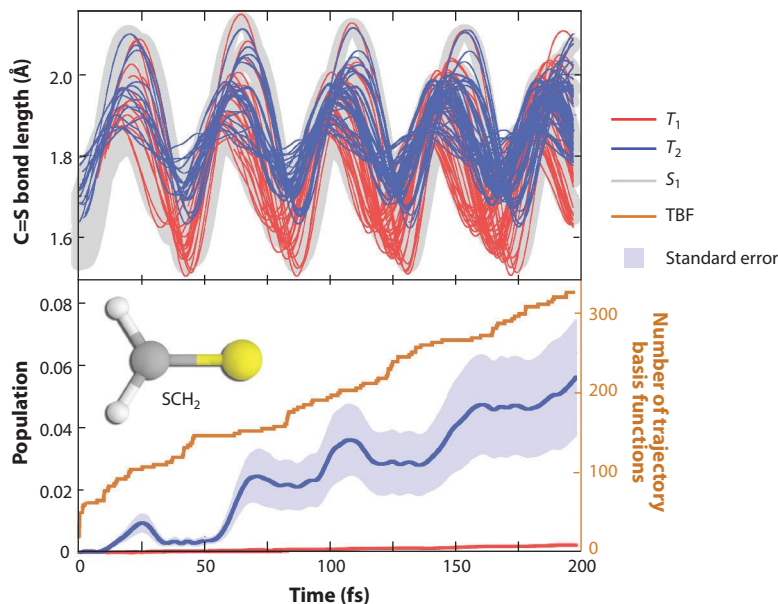 C=S bond length (Å)
2.0
1.8
1.6
T₁
T₂
S₁
TBF
Standard error
Population
0.08
0.06
0.04
0.02
0
SCH₂
Number of trajectory
basis functions
300
200
100
0
0
50
100
150
200
Time (fs)